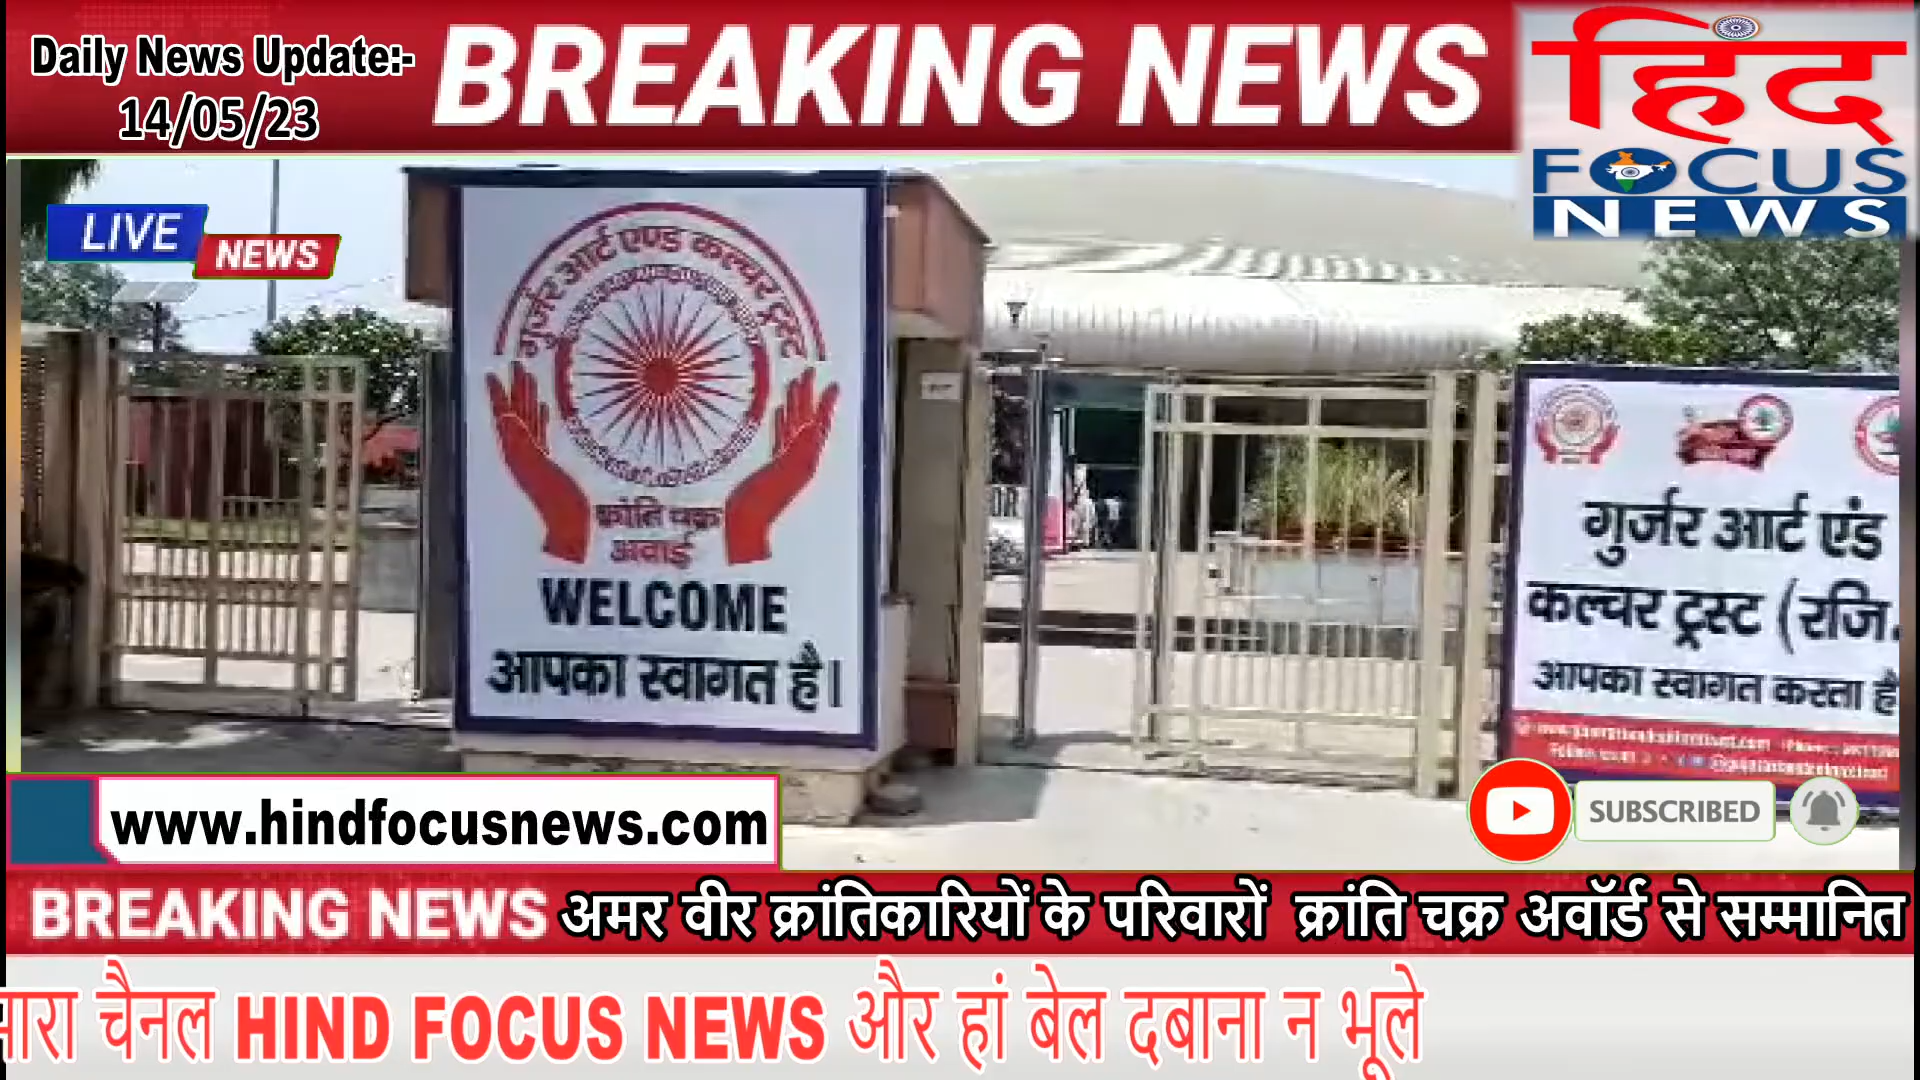 Daily News Update:-
14/05/23
BREAKING NEWS
हिंद
FOCUS
NEWS
LIVE
NEWS
गुर्जर आर्ट एण्ड कल्चर ट्रस्ट
क्रांति चक्र
अवार्ड
WELCOME
आपका स्वागत है।
गुर्जर आर्ट एंड
कल्चर ट्रस्ट (रजि.
आपका स्वागत करता है
www.hindfocusnews.com
SUBSCRIBED
BREAKING NEWS अमर वीर क्रांतिकारियों के परिवारों क्रांति चक्र अवॉर्ड से सम्मानित
मारा चैनल HIND FOCUS NEWS और हां बेल दबाना न भूले